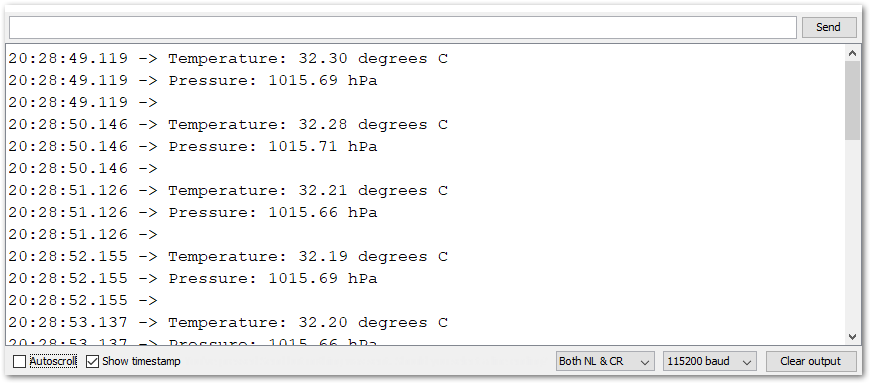 Send
20:28:49.119 -> Temperature: 32.30 degrees C
20:28:49.119 -> Pressure: 1015.69 hPa
20:28:49.119 ->
20:28:50.146 -> Temperature: 32.28 degrees C
20:28:50.146 -> Pressure: 1015.71 hPa
20:28:50.146 ->
20:28:51.126 -> Temperature: 32.21 degrees C
20:28:51.126 -> Pressure: 1015.66 hPa
20:28:51.126 ->
20:28:52.155 -> Temperature: 32.19 degrees C
20:28:52.155 -> Pressure: 1015.69 hPa
20:28:52.155 ->
20:28:53.137 -> Temperature: 32.20 degrees C
20:28:53.137 -> Pressure: 1015.66 hPa
Autoscroll Show timestamp Both NL & CR 115200 baud Clear output